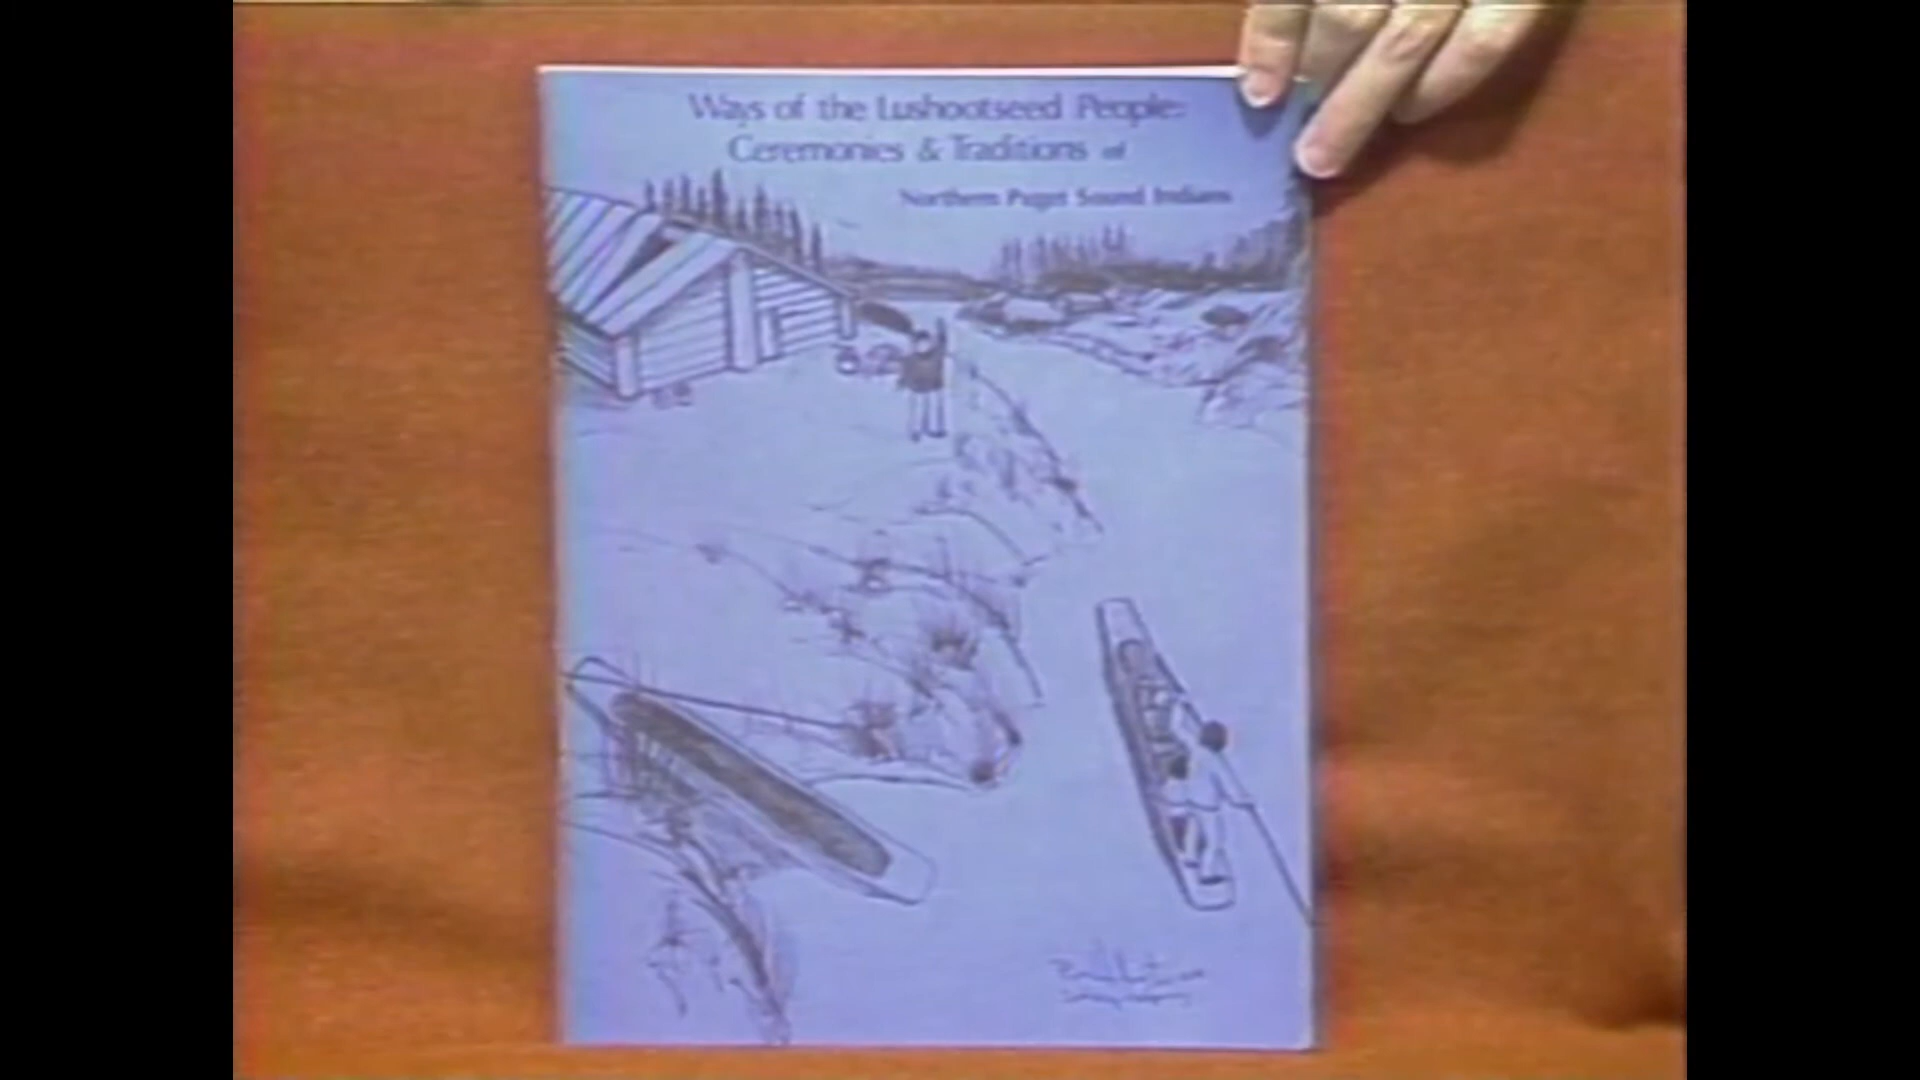 Ways of the Lushootseed People:
Ceremonies & Traditions of
Northern Puget Sound Indians